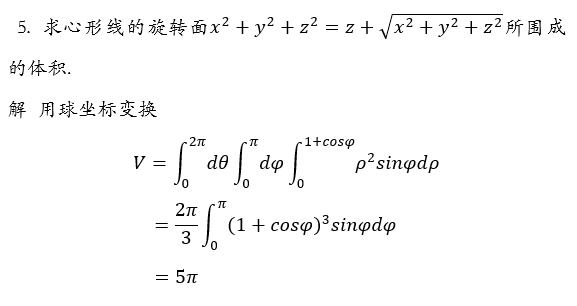 5. 求心形线的旋转面x² + y² + z² = z + √(x² + y² + z²)所围成
的体积.
解 用球坐标变换
V = ∫₀^{2π} dθ ∫₀^{π} dφ ∫₀^{1+cosφ} ρ²sinφdρ
= 2π/3 ∫₀^{π} (1 + cosφ)³sinφdφ
= 5π